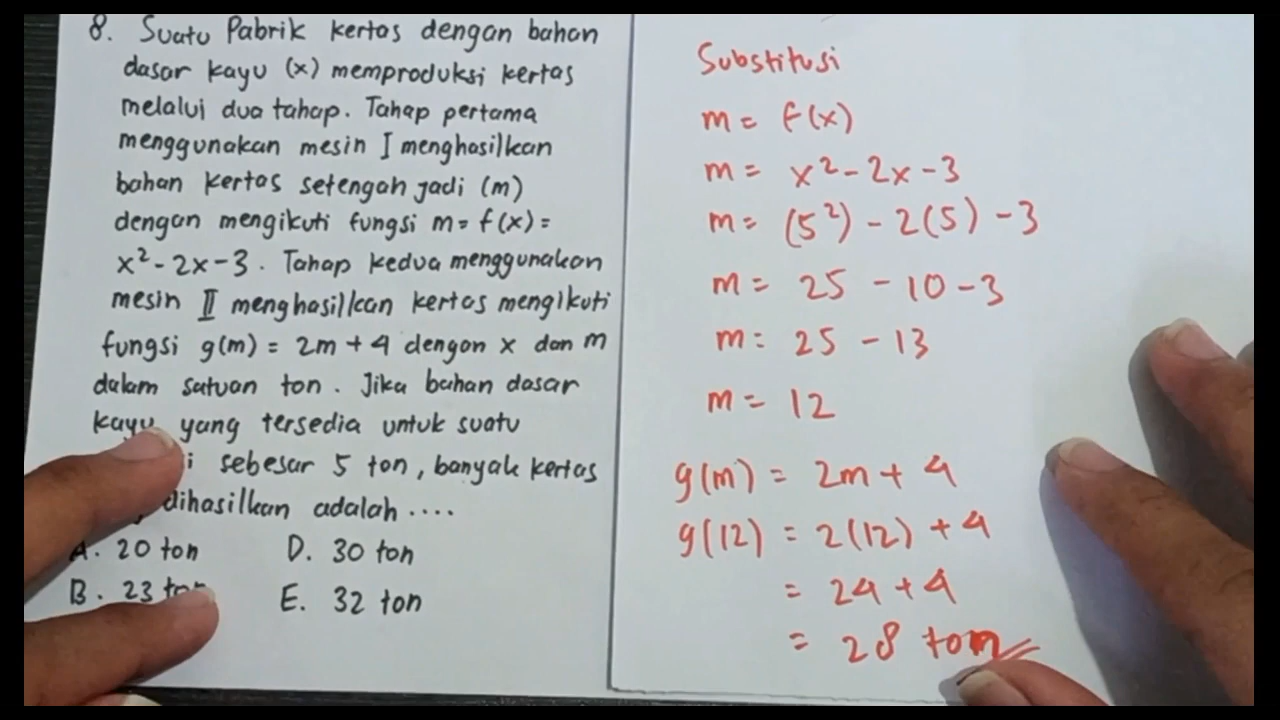 8. Suatu Pabrik kertas dengan bahan
dasar kayu (x) memproduksi kertas
melalui dua tahap. Tahap pertama
menggunakan mesin I menghasilkan
bahan kertas setengah jadi (m)
dengan mengikuti fungsi m = f(x) =
x² - 2x - 3. Tahap kedua menggunakan
mesin II menghasilkan kertas mengikuti
fungsi g(m) = 2m + 4 dengan x dan m
dalam satuan ton. Jika bahan dasar
kayu yang tersedia untuk suatu
sebesar 5 ton, banyak kertas
dihasilkan adalah ....
A. 20 ton
B. 23 ton
D. 30 ton
E. 32 ton
Substitusi
m = f(x)
m = x² - 2x - 3
m = (5²) - 2(5) - 3
m = 25 - 10 - 3
m = 25 - 13
m = 12
g(m) = 2m + 4
g(12) = 2(12) + 4
= 24 + 4
= 28 ton